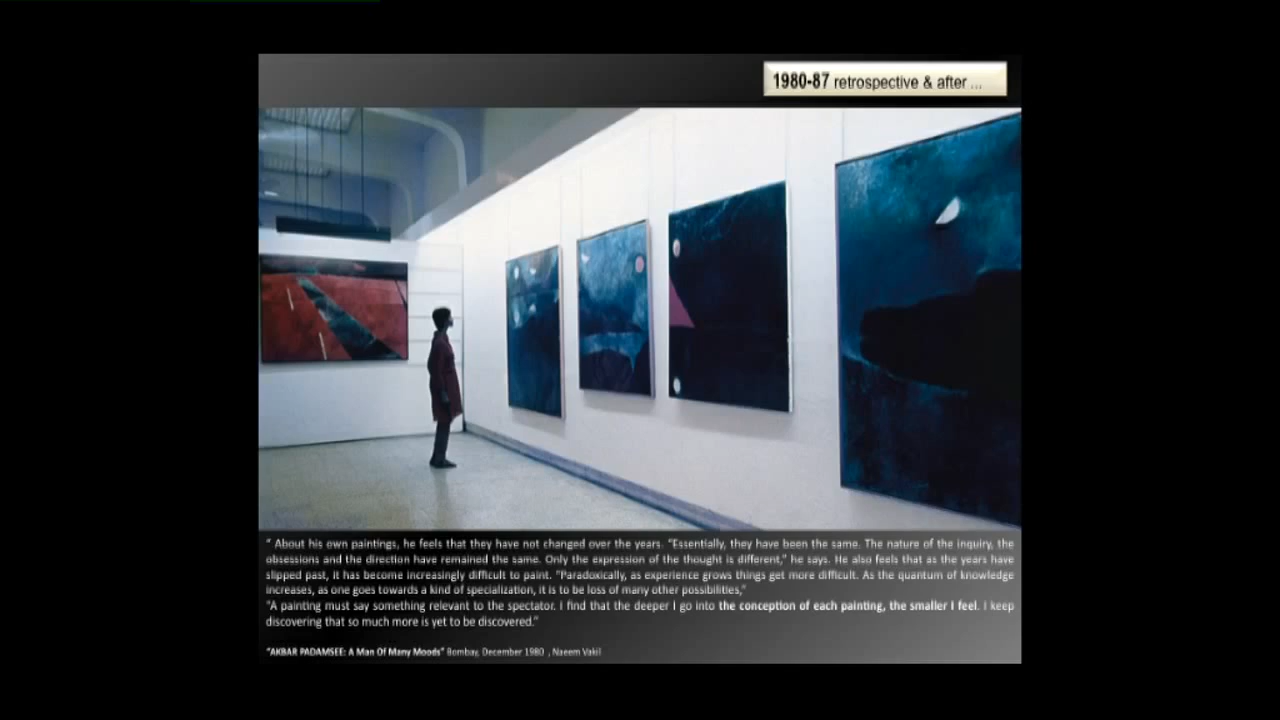 1980-87 retrospective & after ...
“ About his own paintings, he feels that they have not changed over the years. “Essentially, they have been the same. The nature of the inquiry, the
obsessions and the direction have remained the same. Only the expression of the thought is different,” he says. He also feels that as the years have
slipped past, it has become increasingly difficult to paint. “Paradoxically, as experience grows things get more difficult. As the quantum of knowledge
increases, as one goes towards a kind of specialization, it is to be loss of many other possibilities,”
“A painting must say something relevant to the spectator. I find that the deeper I go into the conception of each painting, the smaller I feel. I keep
discovering that so much more is yet to be discovered.”
“AKBAR PADAMSEE: A Man Of Many Moods” Bombay, December 1980 , Naeem Vakil